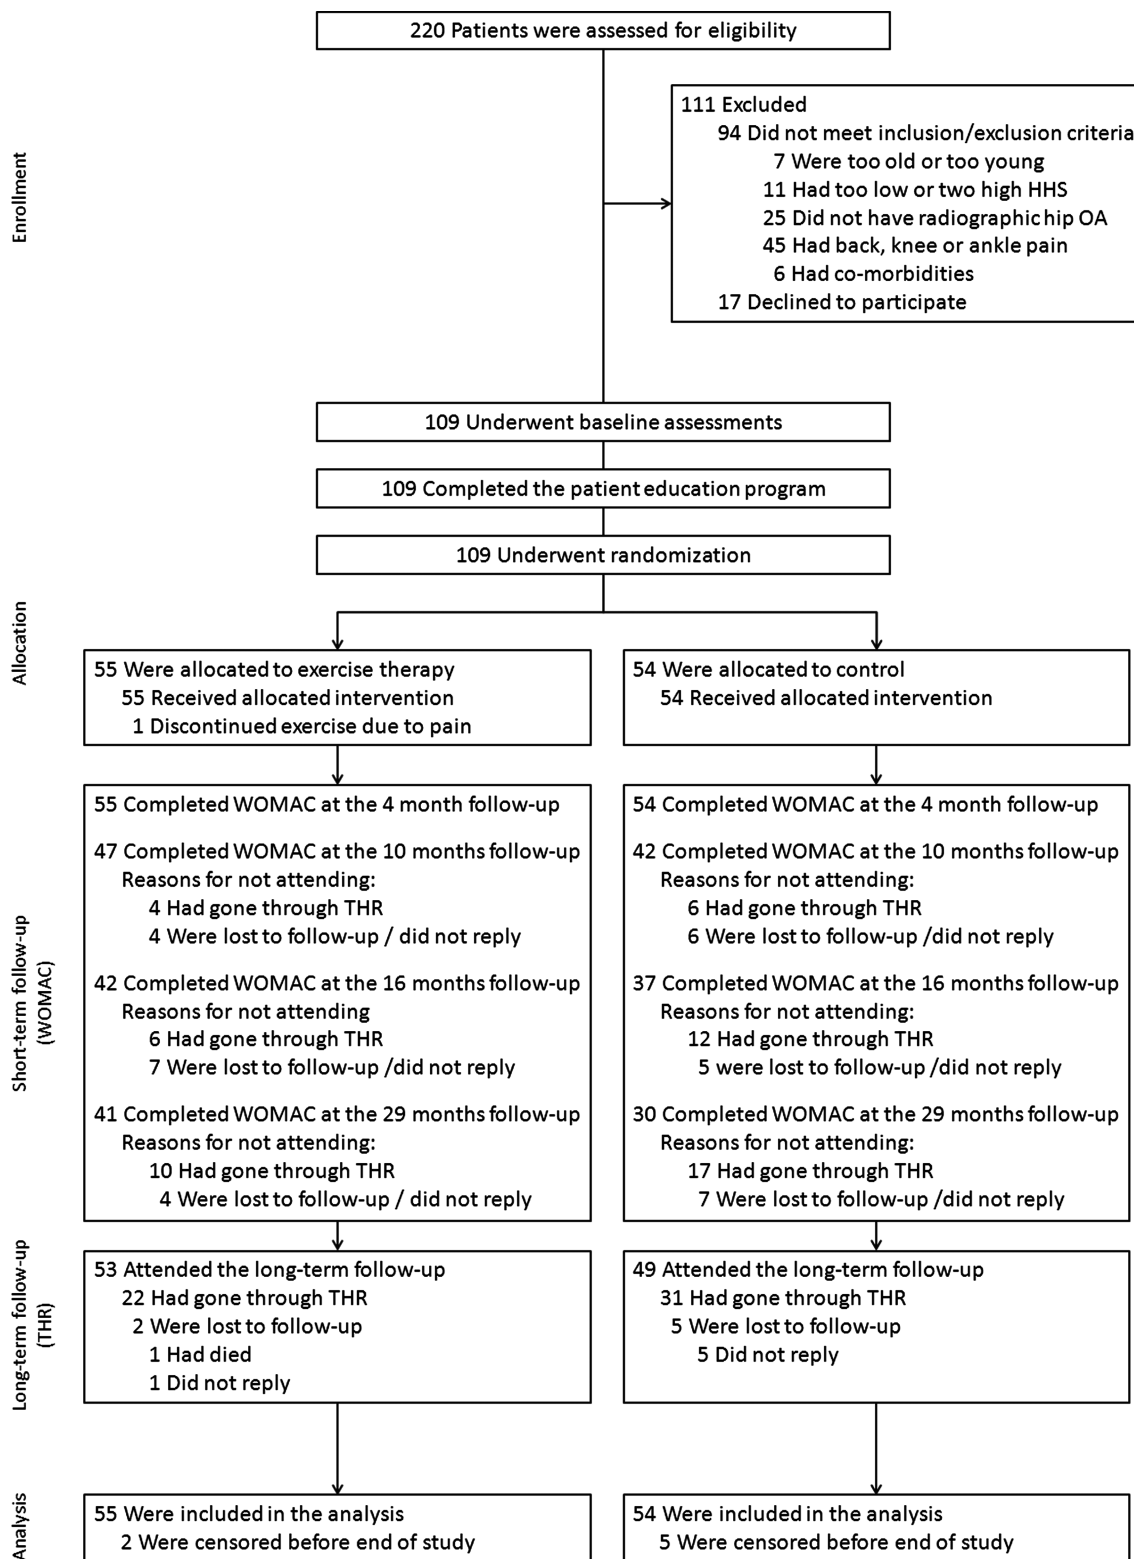 220 Patients were assessed for eligibility
Enrollment
111 Excluded
94 Did not meet inclusion/exclusion criteria
7 Were too old or too young
11 Had too low or two high HHS
25 Did not have radiographic hip OA
45 Had back, knee or ankle pain
6 Had co-morbidities
17 Declined to participate
109 Underwent baseline assessments
109 Completed the patient education program
109 Underwent randomization
Allocation
55 Were allocated to exercise therapy
55 Received allocated intervention
1 Discontinued exercise due to pain
54 Were allocated to control
54 Received allocated intervention
Short-term follow-up
(WOMAC)
55 Completed WOMAC at the 4 month follow-up
47 Completed WOMAC at the 10 months follow-up
Reasons for not attending:
4 Had gone through THR
4 Were lost to follow-up / did not reply
42 Completed WOMAC at the 16 months follow-up
Reasons for not attending
6 Had gone through THR
7 Were lost to follow-up /did not reply
41 Completed WOMAC at the 29 months follow-up
Reasons for not attending:
10 Had gone through THR
4 Were lost to follow-up / did not reply
54 Completed WOMAC at the 4 month follow-up
42 Completed WOMAC at the 10 months follow-up
Reasons for not attending:
6 Had gone through THR
6 Were lost to follow-up /did not reply
37 Completed WOMAC at the 16 months follow-up
Reasons for not attending:
12 Had gone through THR
5 were lost to follow-up /did not reply
30 Completed WOMAC at the 29 months follow-up
Reasons for not attending:
17 Had gone through THR
7 Were lost to follow-up /did not reply
Long-term follow-up
(THR)
53 Attended the long-term follow-up
22 Had gone through THR
2 Were lost to follow-up
1 Had died
1 Did not reply
49 Attended the long-term follow-up
31 Had gone through THR
5 Were lost to follow-up
5 Did not reply
Analysis
55 Were included in the analysis
2 Were censored before end of study
54 Were included in the analysis
5 Were censored before end of study